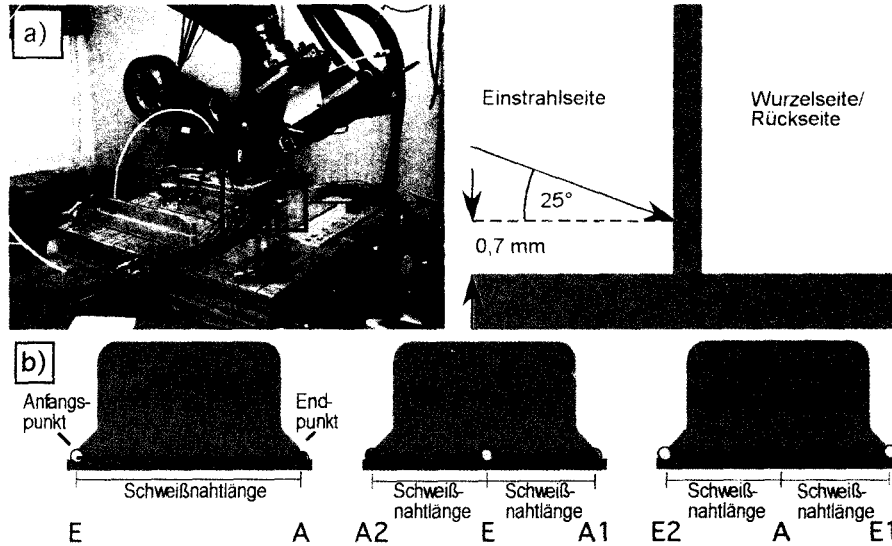 a)
Einstrahlseite
Wurzelseite/
Rückseite
25°
0,7 mm
b)
Anfangs-
punkt
End-
punkt
Schweißnahtlänge
E A
Schweiß-
nahtlänge
Schweiß-
nahtlänge
A2 E A1
Schweiß-
nahtlänge
Schweiß-
nahtlänge
E2 A E1